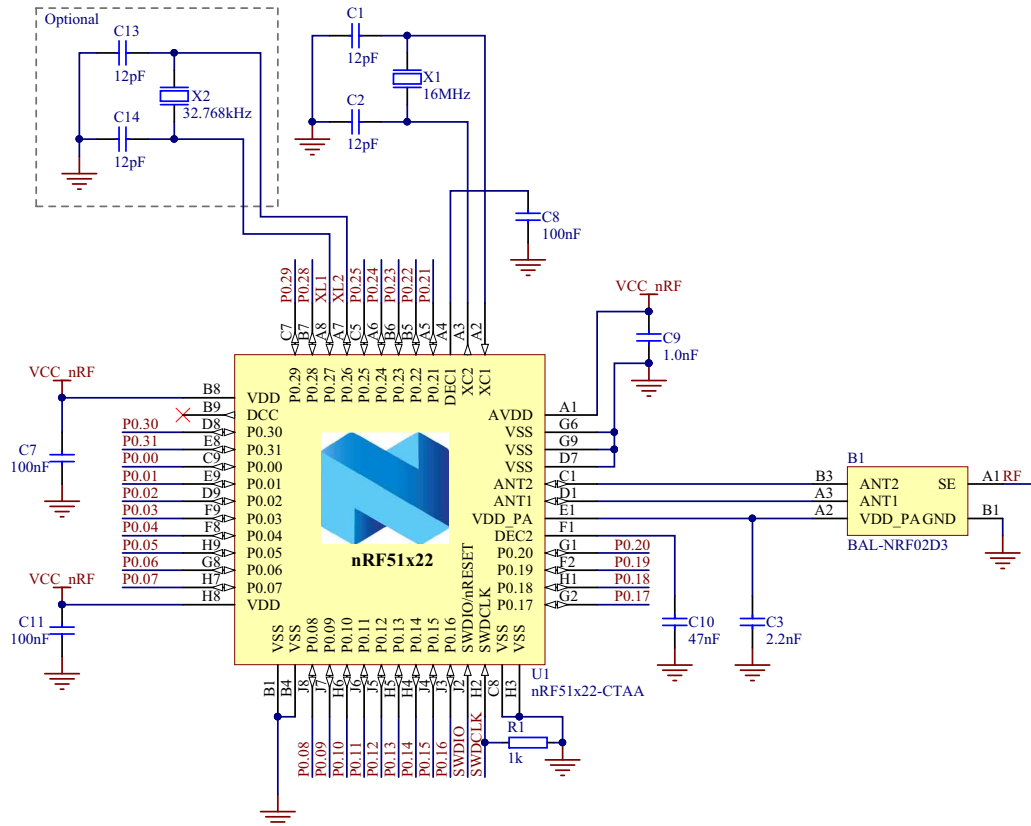 Optional
C13
12pF
X2
32.768kHz
C14
12pF
C1
12pF
X1
16MHz
C2
12pF
C8
100nF
P0.29
P0.28
XL1
XL2
P0.25
P0.24
P0.23
P0.22
P0.21
C7
B7
A8
A7
C5
A6
B6
B5
A5
A4
A3
A2
P0.29
P0.28
P0.27
P0.26
P0.25
P0.24
P0.23
P0.22
P0.21
DEC1
XC2
XC1
VCC_nRF
C9
1.0nF
VCC_nRF
C7
100nF
B8 VDD
B9 DCC
P0.30 D8 P0.30
P0.31 E8 P0.31
P0.00 C9 P0.00
P0.01 E9 P0.01
P0.02 D9 P0.02
P0.03 F9 P0.03
P0.04 F8 P0.04
P0.05 H9 P0.05
P0.06 G8 P0.06
P0.07 H7 P0.07
H8 VDD
VCC_nRF
C11
100nF
nRF51x22
AVDD A1
VSS G6
VSS G9
VSS D7
ANT2 C1
ANT1 D1
VDD_PA E1
DEC2 F1
P0.20 G1 P0.20
P0.19 F2 P0.19
P0.18 H1 P0.18
P0.17 G2 P0.17
B1
B3 ANT2 SE A1 RF
A3 ANT1
A2 VDD_PA GND B1
BAL-NRF02D3
C10
47nF
C3
2.2nF
VSS
VSS
P0.08
P0.09
P0.10
P0.11
P0.12
P0.13
P0.14
P0.15
P0.16
SWDIO/nRESET
SWDCLK
VSS
VSS
U1
nRF51x22-CTAA
B1
B4
J8
J7
H6
J6
J5
H5
H4
J4
J3
J2
H2
C8
H3
P0.08
P0.09
P0.10
P0.11
P0.12
P0.13
P0.14
P0.15
P0.16
SWDIO
SWDCLK
R1
1k